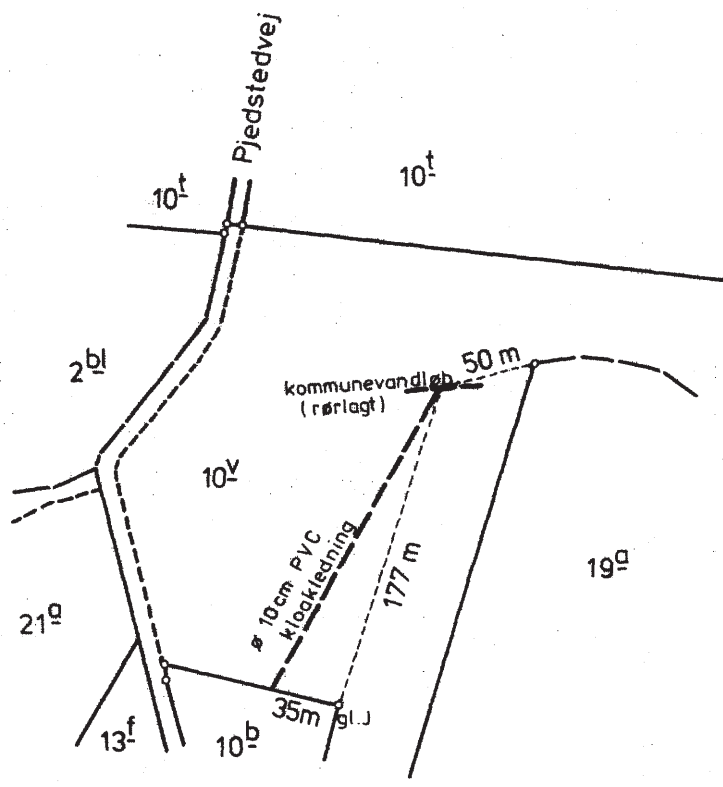 Pjedstedvej
10t
10t
2bl
50 m
kommunevandløb
(rørlagt)
10v
ø 10cm PVC
kloakledning
177 m
19a
21a
35m
gl.J
13f
10b